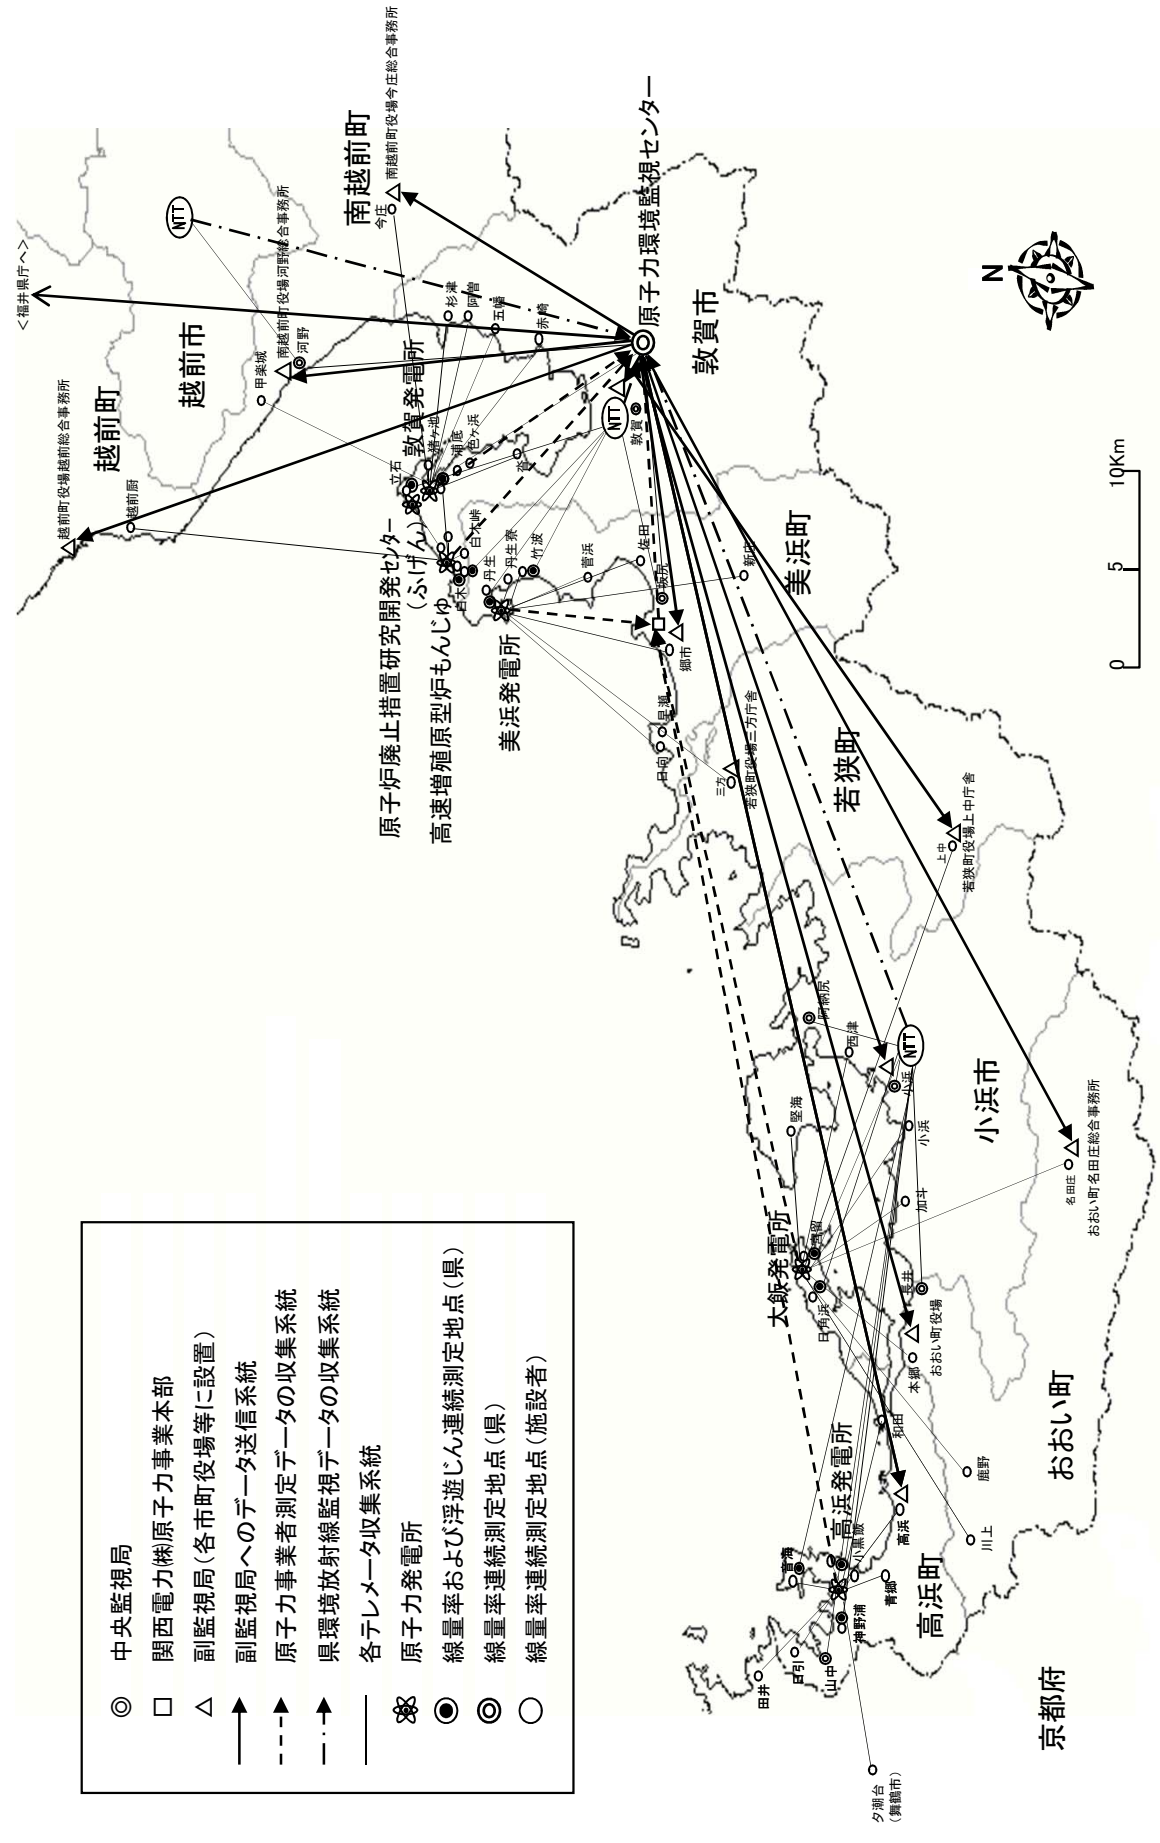 中央監視局
関西電力㈱原子力事業本部
副監視局（各市町役場等に設置）
副監視局へのデータ送信系統
原子力事業者測定データの収集系統
県環境放射線監視データの収集系統
各テレメータ収集系統
原子力発電所
線量率および浮遊じん連続測定地点（県）
線量率連続測定地点（県）
線量率連続測定地点（施設者）
＜福井県庁へ＞
越前町役場越前総合事務所
越前町
越前厨
越前市
NTT
甲楽城
南越前町役場河野総合事務所
河野
南越前町
南越前町役場今庄総合事務所
今庄
杉津
阿曽
五幡
赤崎
敦賀発電所
立石
猪ヶ池
浦底
色ヶ浜
沓
原子力環境監視センター
敦賀市
NTT
敦賀
原子炉廃止措置研究開発センター
（ふげん）
高速増殖原型炉もんじゅ
白木
白木峠
丹生
丹生寮
竹波
美浜発電所
菅浜
佐田
坂尻
新庄
美浜町
郷市
早瀬
日向
三方
若狭町役場三方庁舎
若狭町
上中
若狭町役場上中庁舎
阿納尻
西津
NTT
小浜
小浜
小浜市
堅海
加斗
名田庄
おおい町名田庄総合事務所
大飯発電所
宮留
日角浜
長井
おおい町役場
本郷
和田
鹿野
川上
おおい町
高浜発電所
小黒飯
高浜
音海
青郷
高浜町
神野浦
日引
山中
田井
京都府
夕潮台
（舞鶴市）
N
0
5
10Km